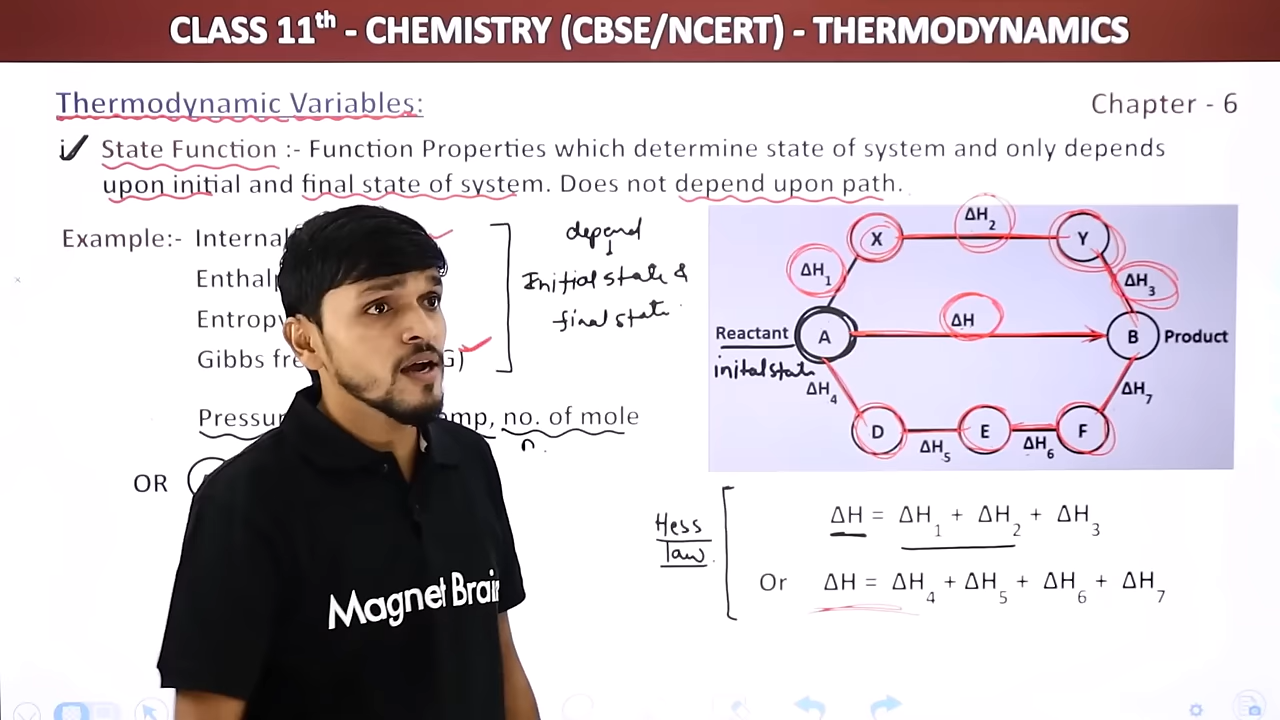 CLASS 11th - CHEMISTRY (CBSE/NCERT) - THERMODYNAMICS
Thermodynamic Variables:
Chapter - 6
i State Function :- Function Properties which determine state of system and only depends
upon initial and final state of system. Does not depend upon path.
Example:- Internal
Enthalp
Entropy
Gibbs fre G)
depend
Initial state &
final state
Pressur mp, no. of mole
n.
OR
X
ΔH2
Y
ΔH1
ΔH3
ΔH
Reactant
A
B
Product
inital state
ΔH4
ΔH7
D
E
F
ΔH5
ΔH6
Hess
law
ΔH = ΔH1 + ΔH2 + ΔH3
Or ΔH = ΔH4 + ΔH5 + ΔH6 + ΔH7
Magnet Brain